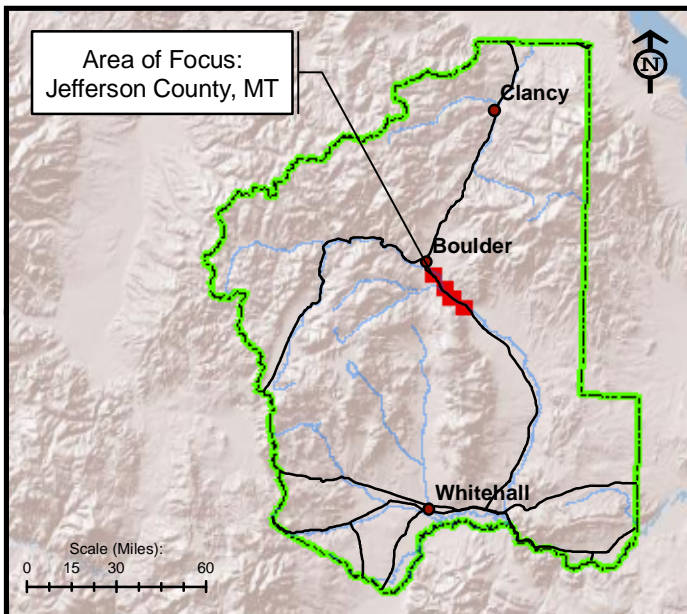 Area of Focus:
Jefferson County, MT
N
Clancy
Boulder
Whitehall
Scale (Miles):
0 15 30 60